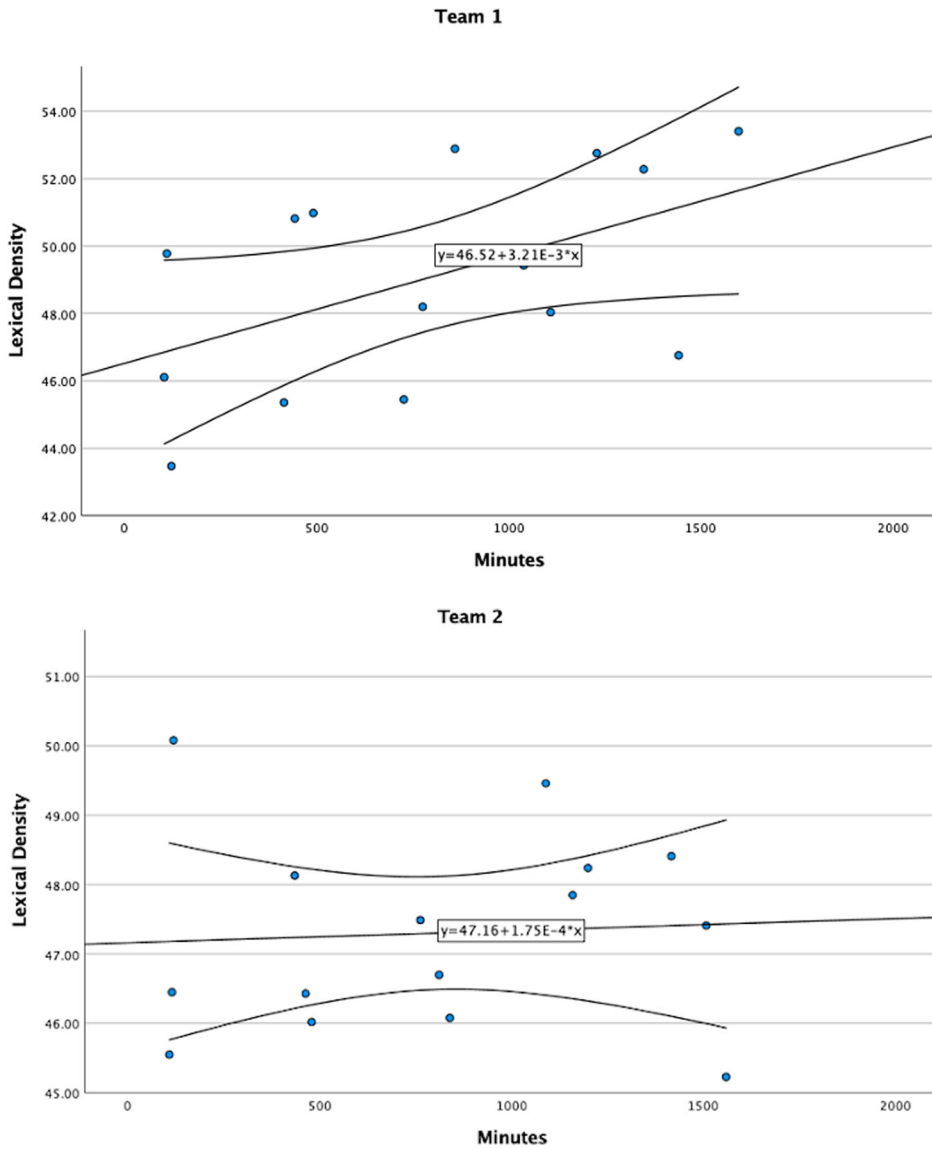 Team 1
Lexical Density
54.00
52.00
50.00
48.00
46.00
44.00
42.00
y=46.52+3.21E-3*x
0 500 1000 1500 2000
Minutes
Team 2
Lexical Density
51.00
50.00
49.00
48.00
47.00
46.00
45.00
y=47.16+1.75E-4*x
0 500 1000 1500 2000
Minutes